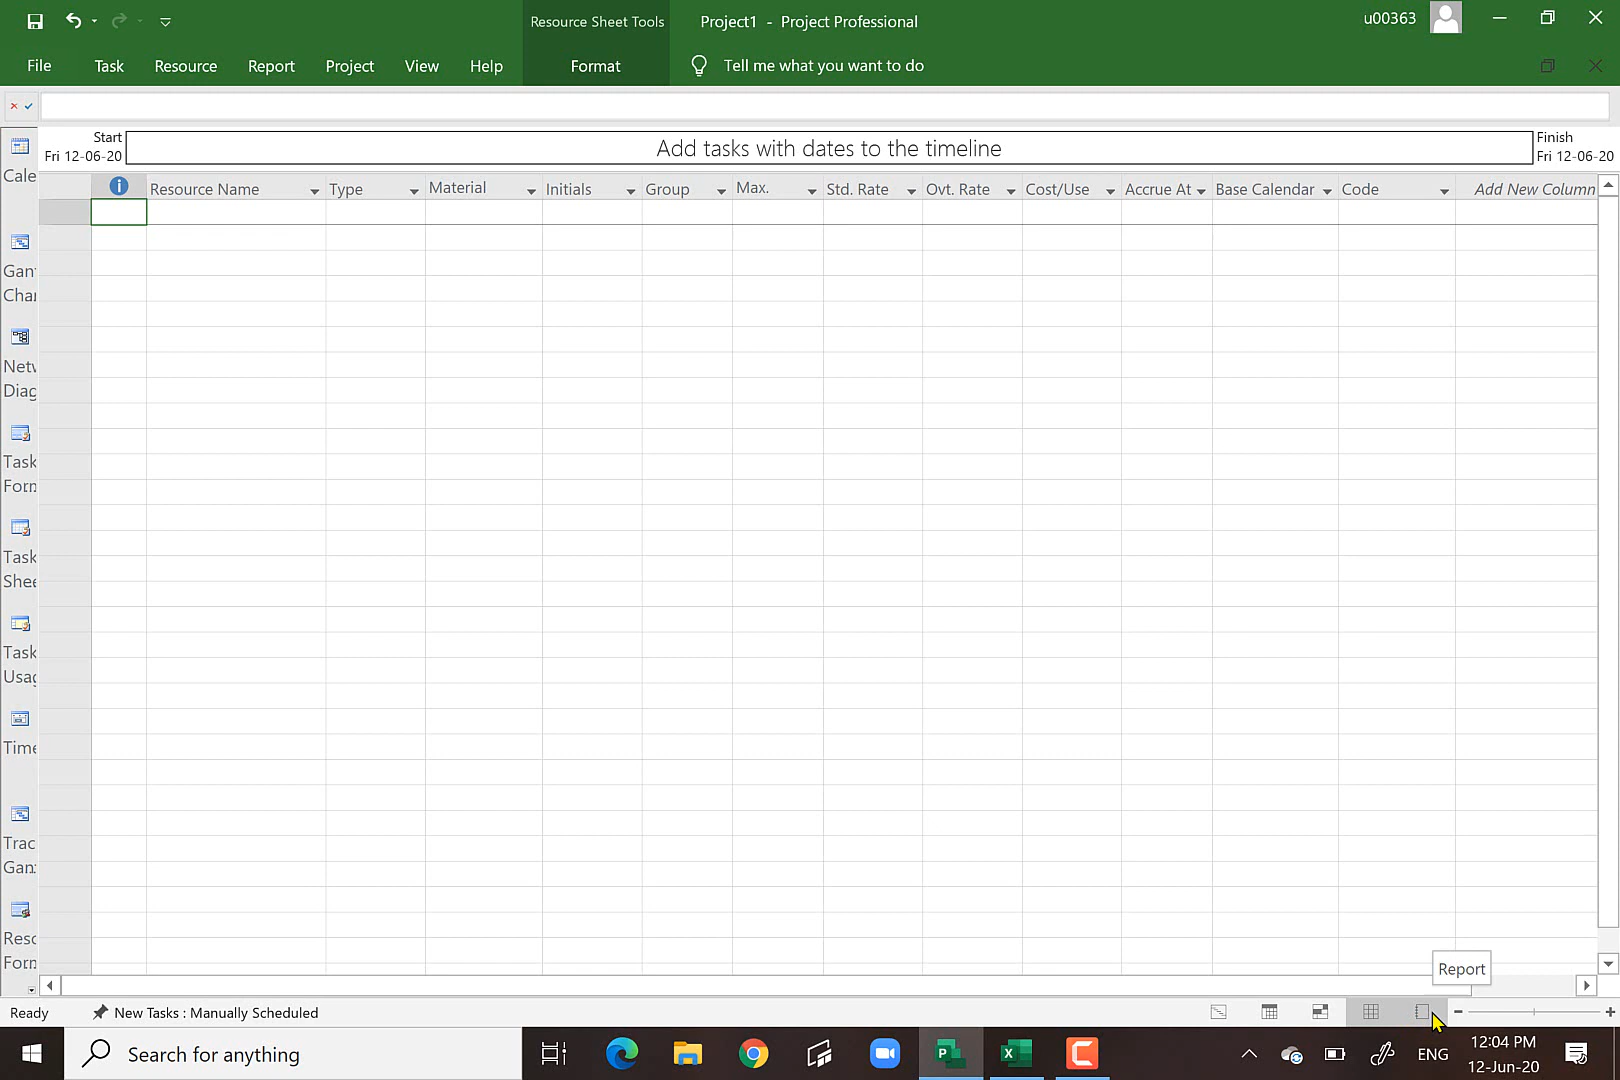 Resource Sheet Tools
Project1 - Project Professional
u00363
File Task Resource Report Project View Help Format Tell me what you want to do
Start
Fri 12-06-20
Add tasks with dates to the timeline
Finish
Fri 12-06-20
Resource Name Type Material Initials Group Max. Std. Rate Ovt. Rate Cost/Use Accrue At Base Calendar Code Add New Column
Cale
Gan
Char
Netw
Diag
Task
Form
Task
Shee
Task
Usag
Time
Trac
Gan
Reso
Form
Report
Ready
New Tasks : Manually Scheduled
Search for anything
ENG
12:04 PM
12-Jun-20